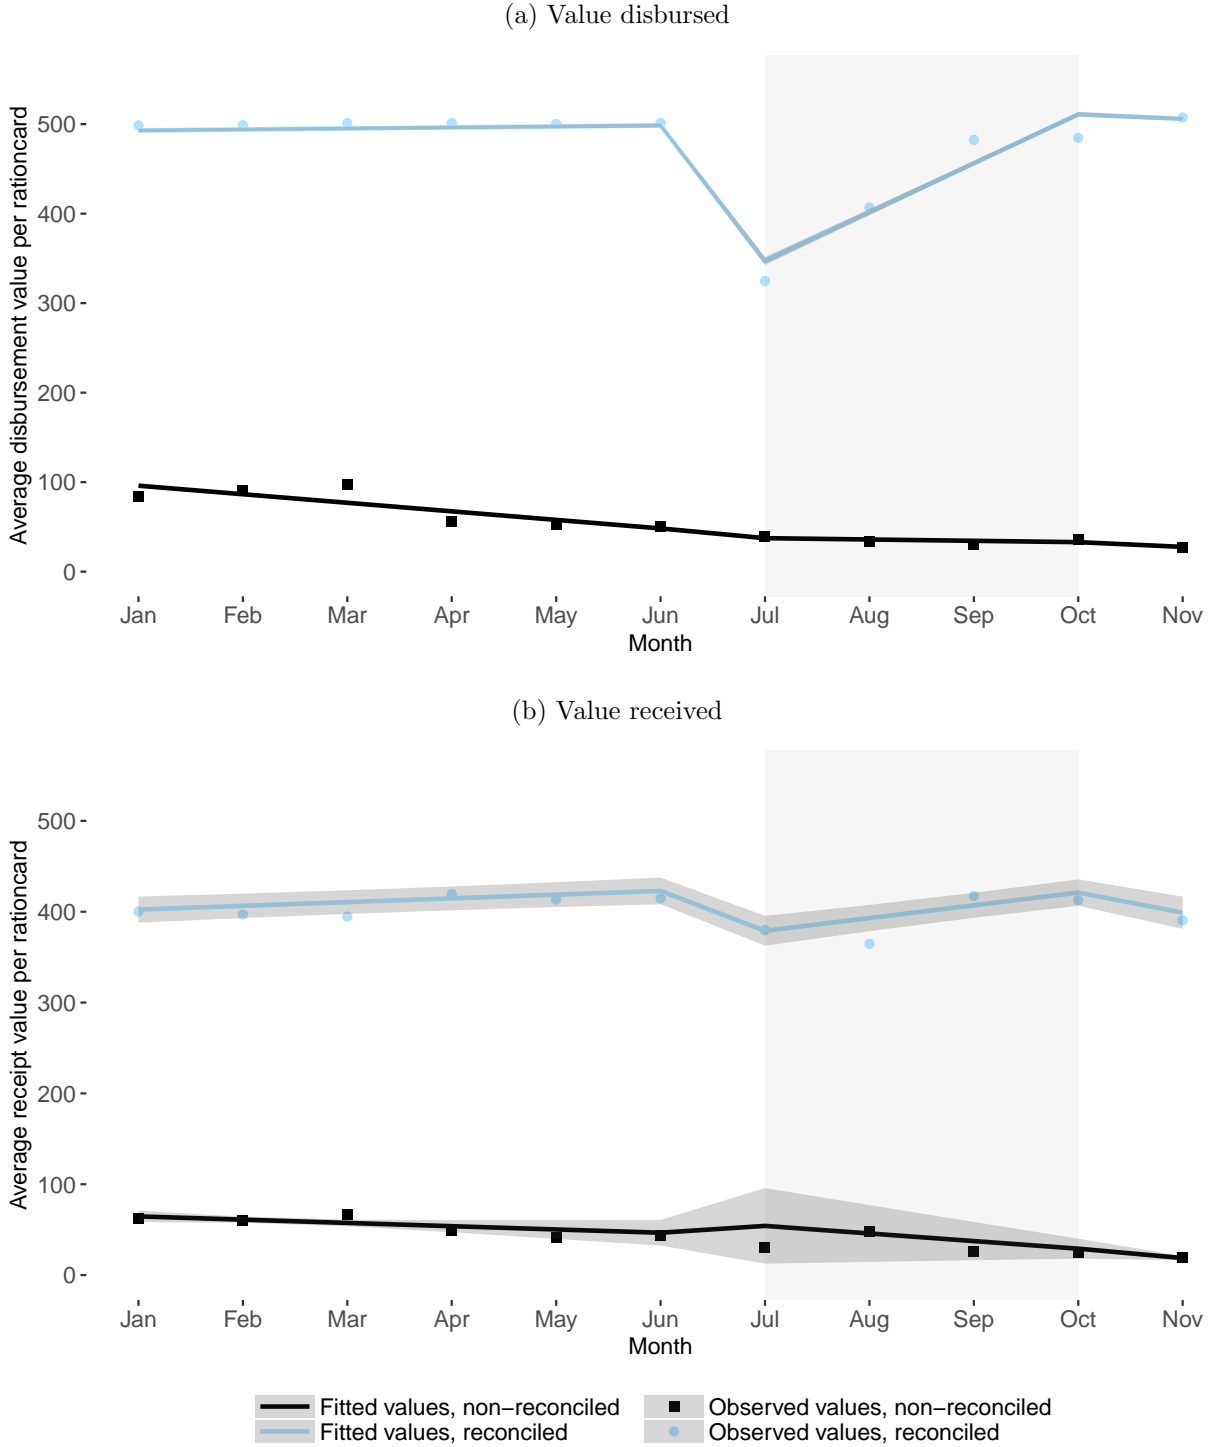 (a) Value disbursed
Average disbursement value per rationcard
500
400
300
200
100
0
Jan Feb Mar Apr May Jun Jul Aug Sep Oct Nov
Month
(b) Value received
Average receipt value per rationcard
500
400
300
200
100
0
Jan Feb Mar Apr May Jun Jul Aug Sep Oct Nov
Month
Fitted values, non−reconciled Observed values, non−reconciled
Fitted values, reconciled Observed values, reconciled